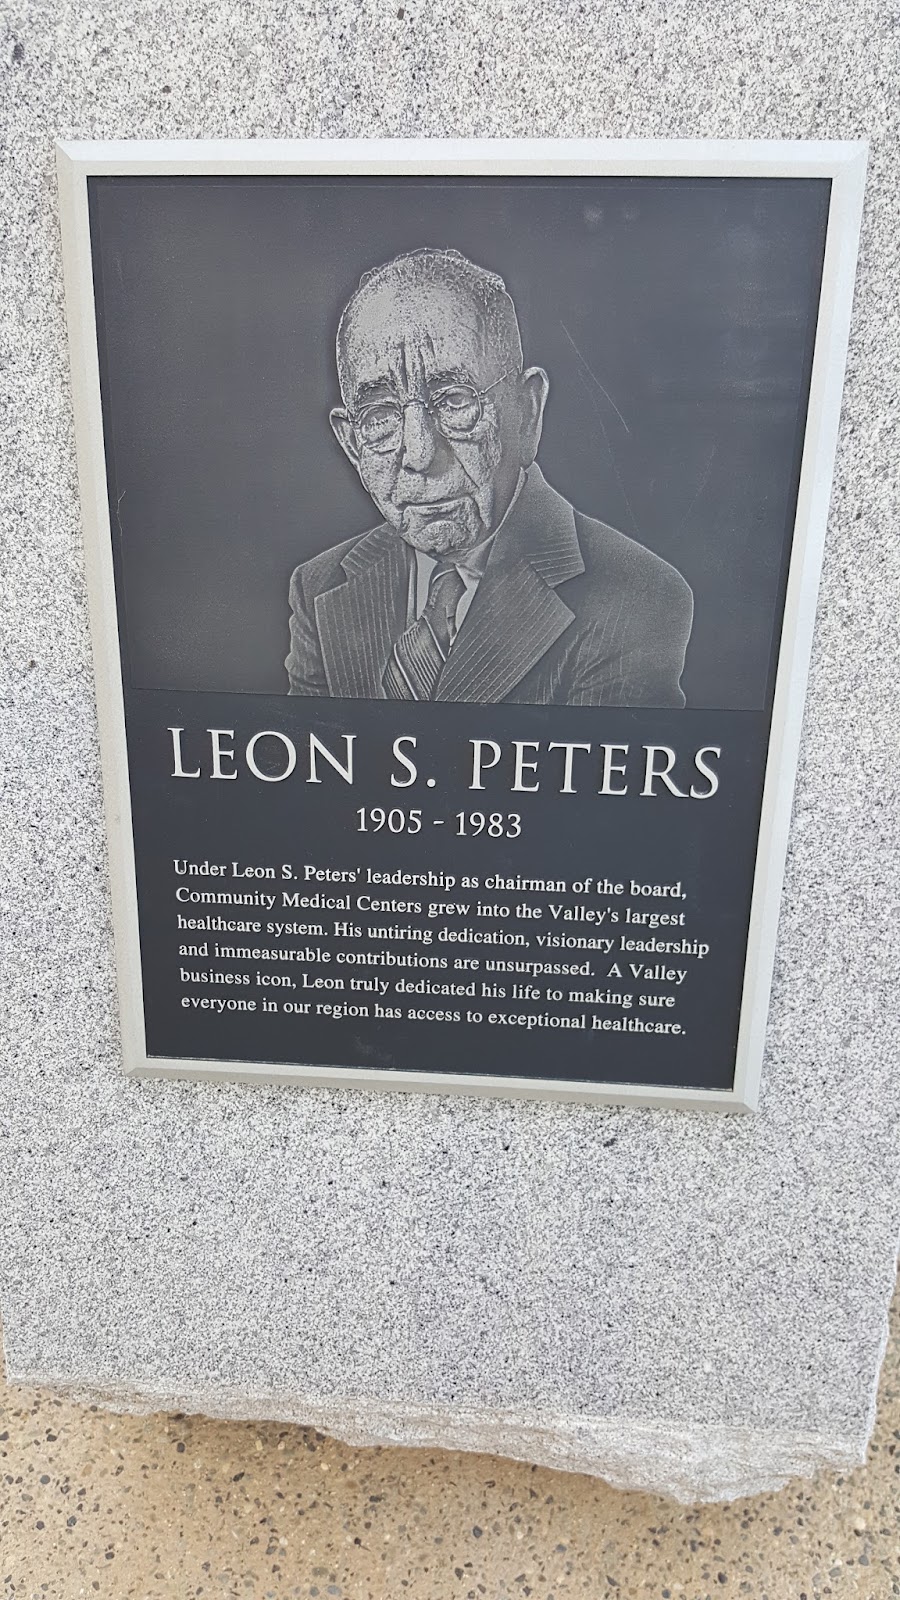 LEON S. PETERS
1905 - 1983
Under Leon S. Peters' leadership as chairman of the board,
Community Medical Centers grew into the Valley's largest
healthcare system. His untiring dedication, visionary leadership
and immeasurable contributions are unsurpassed.  A Valley
business icon, Leon truly dedicated his life to making sure
everyone in our region has access to exceptional healthcare.